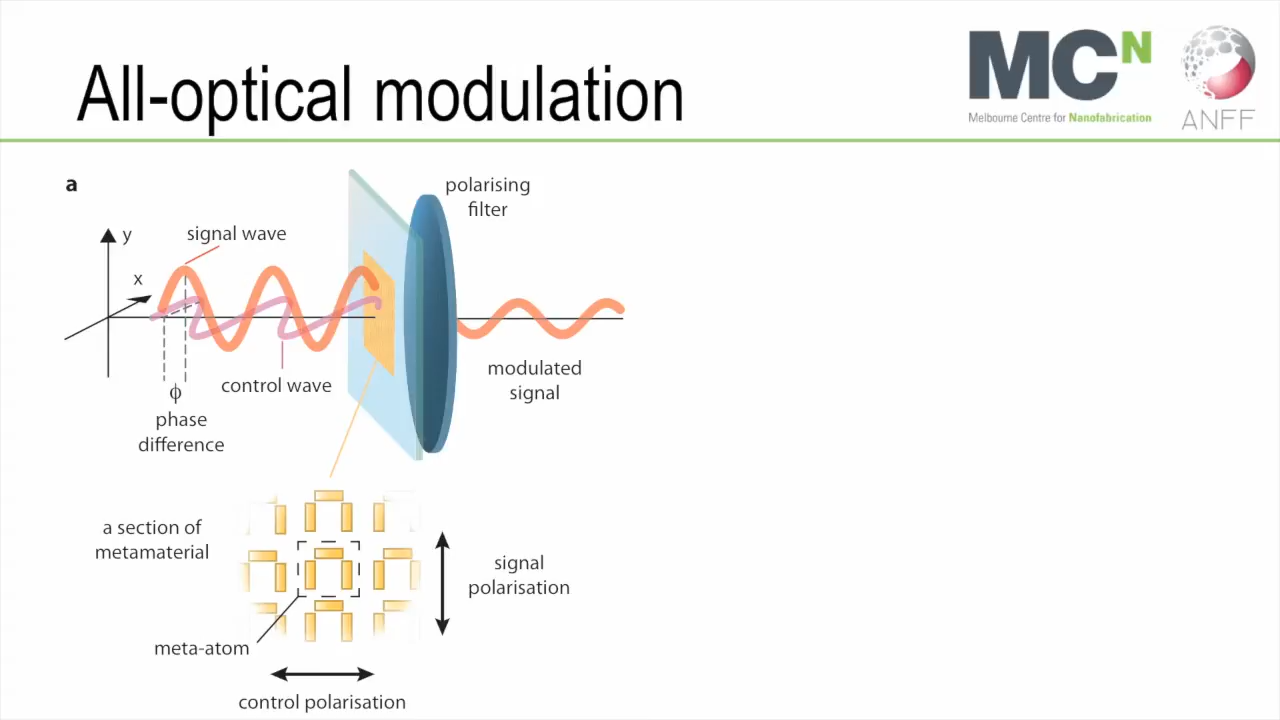 All-optical modulation
MCN
Melbourne Centre for Nanofabrication
ANFF
a
polarising
filter
signal wave
y
x
control wave
ϕ
phase
difference
modulated
signal
a section of
metamaterial
signal
polarisation
meta-atom
control polarisation